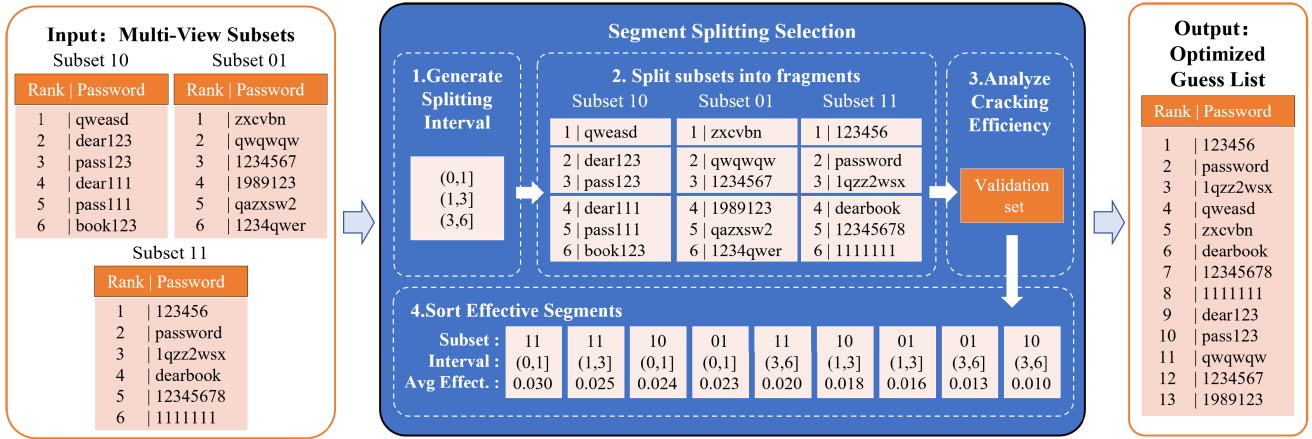 Input：Multi-View Subsets
Subset 10
Rank | Password
1 | qweasd
2 | dear123
3 | pass123
4 | dear111
5 | pass111
6 | book123
Subset 01
Rank | Password
1 | zxcvbn
2 | qwqwqw
3 | 1234567
4 | 1989123
5 | qazxsw2
6 | 1234qwer
Subset 11
Rank | Password
1 | 123456
2 | password
3 | 1qzz2wsx
4 | dearbook
5 | 12345678
6 | 1111111
Segment Splitting Selection
1.Generate
Splitting
Interval
(0,1]
(1,3]
(3,6]
2. Split subsets into fragments
Subset 10 Subset 01 Subset 11
1 | qweasd 1 | zxcvbn 1 | 123456
2 | dear123 2 | qwqwqw 2 | password
3 | pass123 3 | 1234567 3 | 1qzz2wsx
4 | dear111 4 | 1989123 4 | dearbook
5 | pass111 5 | qazxsw2 5 | 12345678
6 | book123 6 | 1234qwer 6 | 1111111
3.Analyze
Cracking
Efficiency
Validation
set
4.Sort Effective Segments
Subset : 11 11 10 01 11 10 01 01 10
Interval : (0,1] (1,3] (0,1] (0,1] (3,6] (1,3] (1,3] (3,6] (3,6]
Avg Effect. : 0.030 0.025 0.024 0.023 0.020 0.018 0.016 0.013 0.010
Output：
Optimized
Guess List
Rank | Password
1 | 123456
2 | password
3 | 1qzz2wsx
4 | qweasd
5 | zxcvbn
6 | dearbook
7 | 12345678
8 | 1111111
9 | dear123
10 | pass123
11 | qwqwqw
12 | 1234567
13 | 1989123